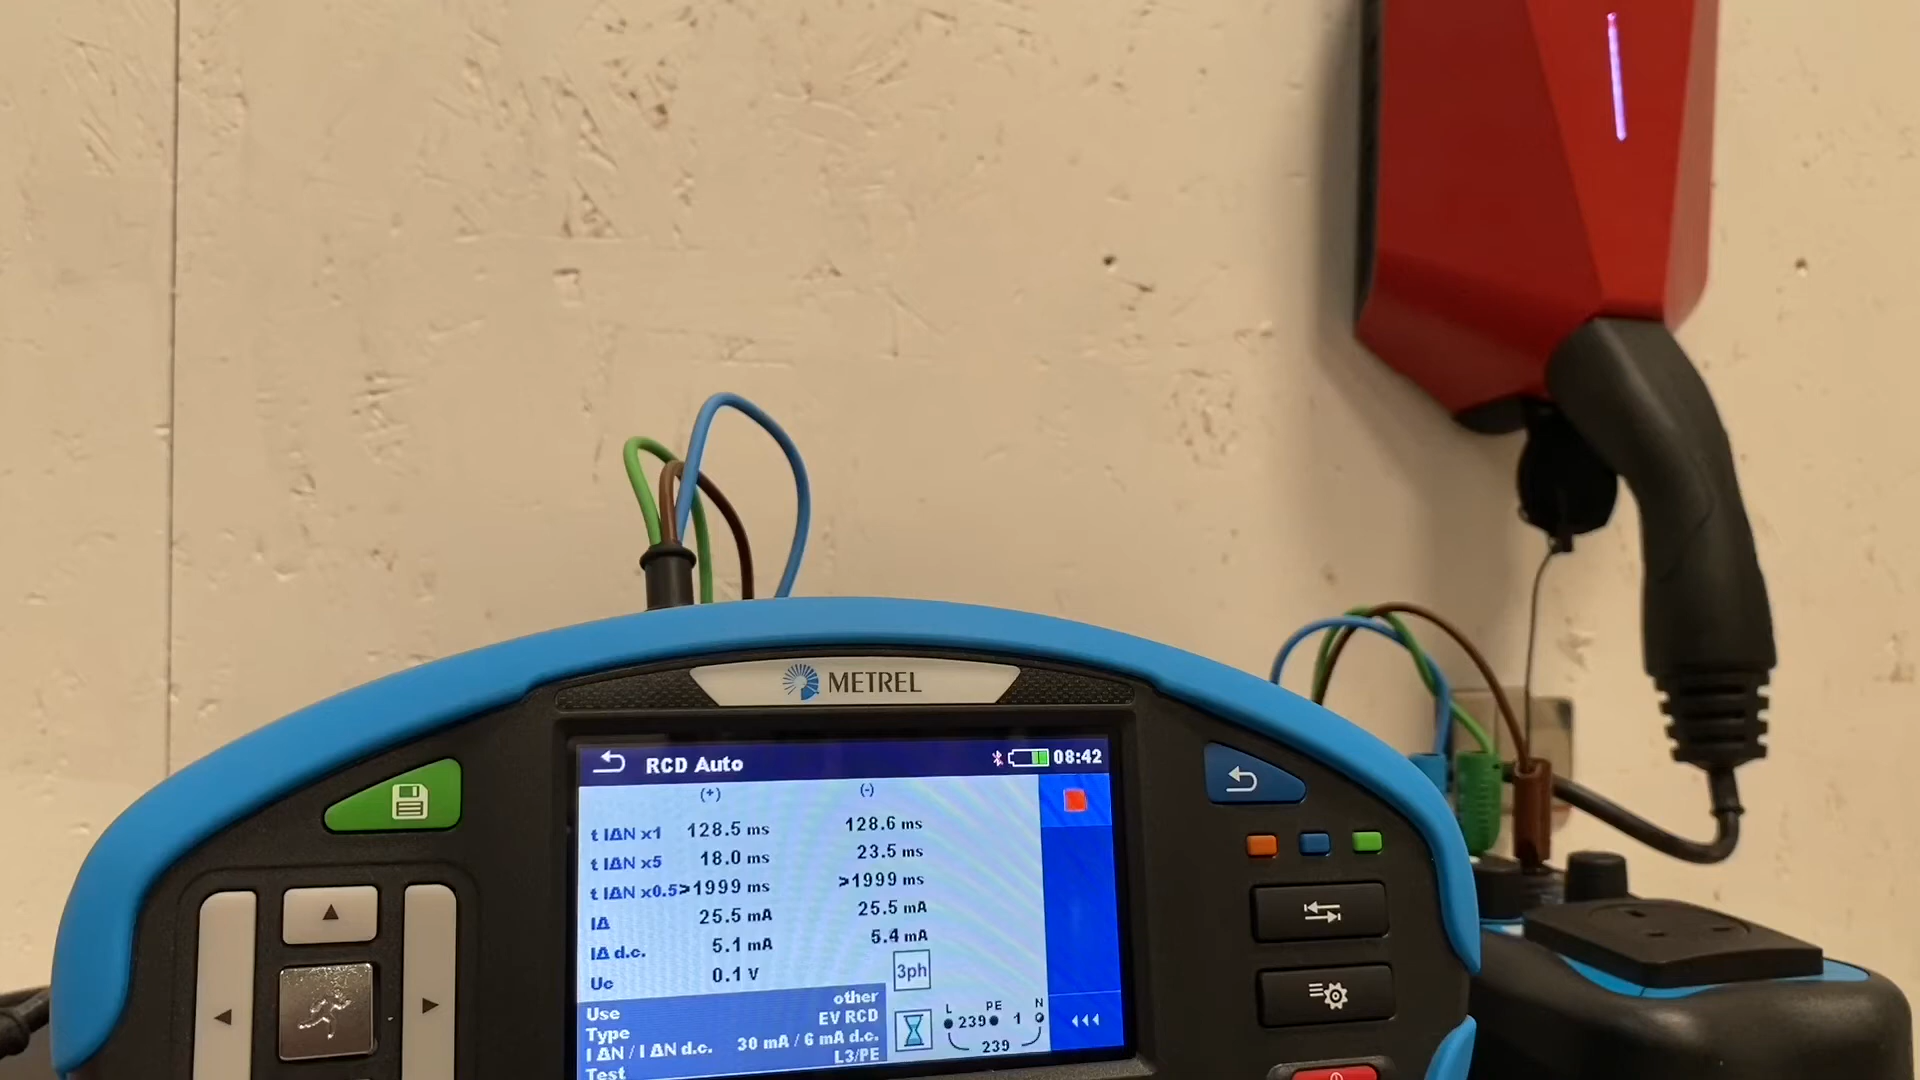 METREL
RCD Auto 08:42
(+) (-)
t IΔN x1 128.5 ms 128.6 ms
t IΔN x5 18.0 ms 23.5 ms
t IΔN x0.5 >1999 ms >1999 ms
IΔ 25.5 mA 25.5 mA
IΔ d.c. 5.1 mA 5.4 mA
Uc 0.1 V
3ph
Use other
Type EV RCD
I ΔN / I ΔN d.c. 30 mA / 6 mA d.c.
Test L3/PE
L PE N
239 1
239